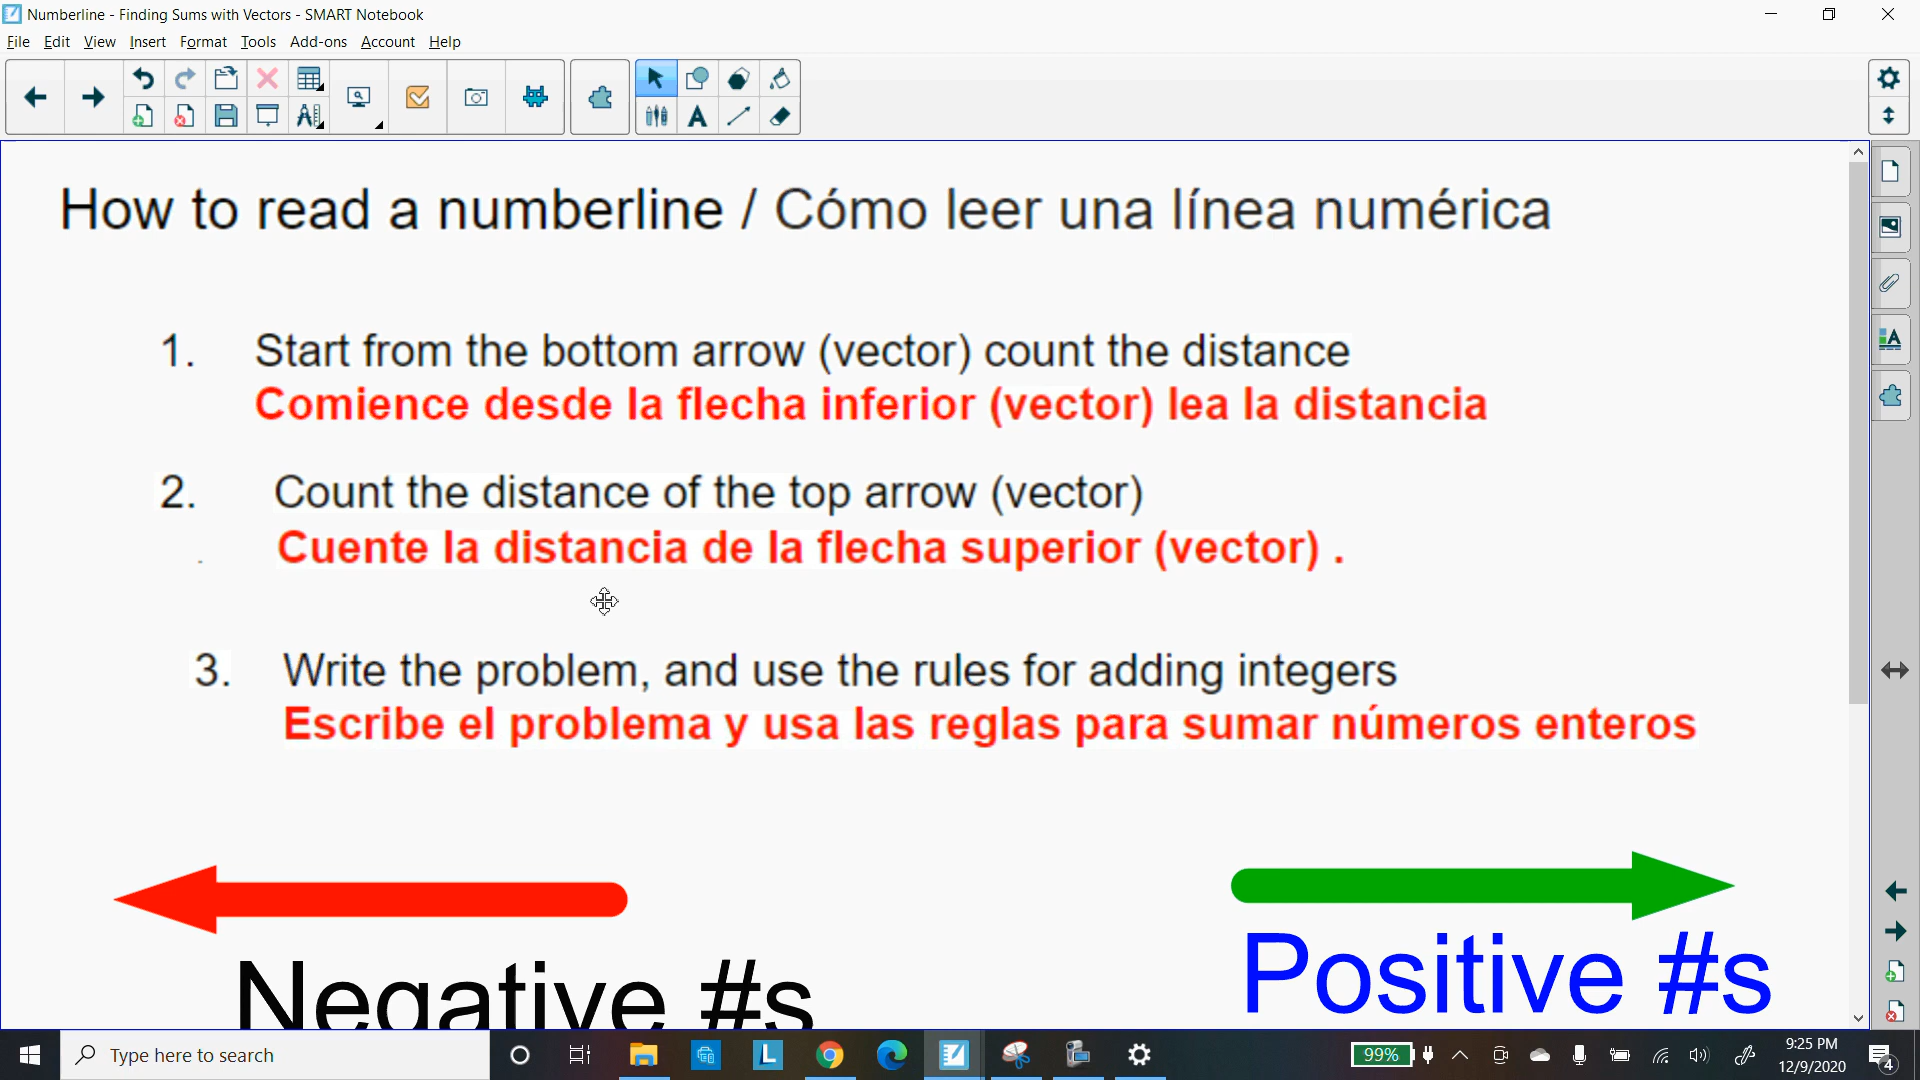 Numberline - Finding Sums with Vectors - SMART Notebook
File Edit View Insert Format Tools Add-ons Account Help
How to read a numberline / Cómo leer una línea numérica
1. Start from the bottom arrow (vector) count the distance
Comience desde la flecha inferior (vector) lea la distancia
2. Count the distance of the top arrow (vector)
Cuente la distancia de la flecha superior (vector) .
3. Write the problem, and use the rules for adding integers
Escribe el problema y usa las reglas para sumar números enteros
Negative #s
Positive #s
Type here to search
99%
9:25 PM
12/9/2020
4